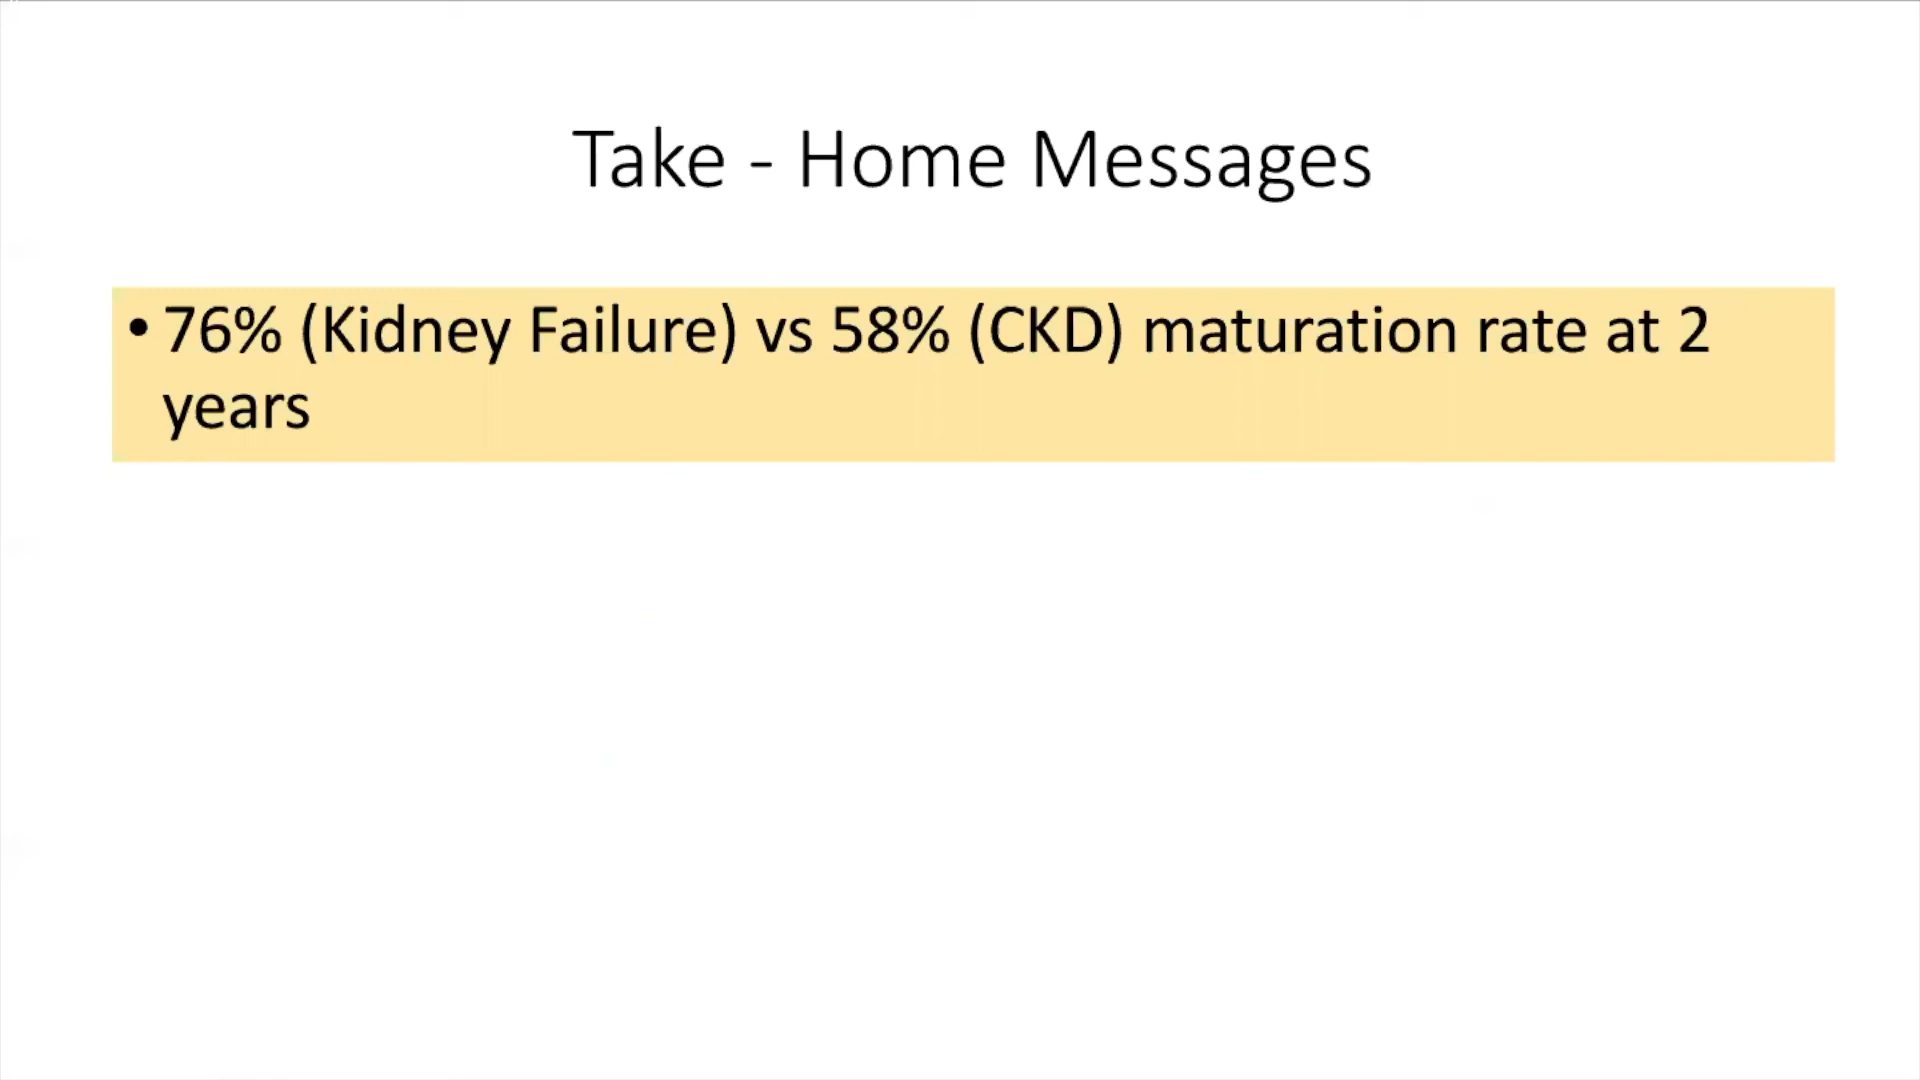 Take - Home Messages
• 76% (Kidney Failure) vs 58% (CKD) maturation rate at 2
years